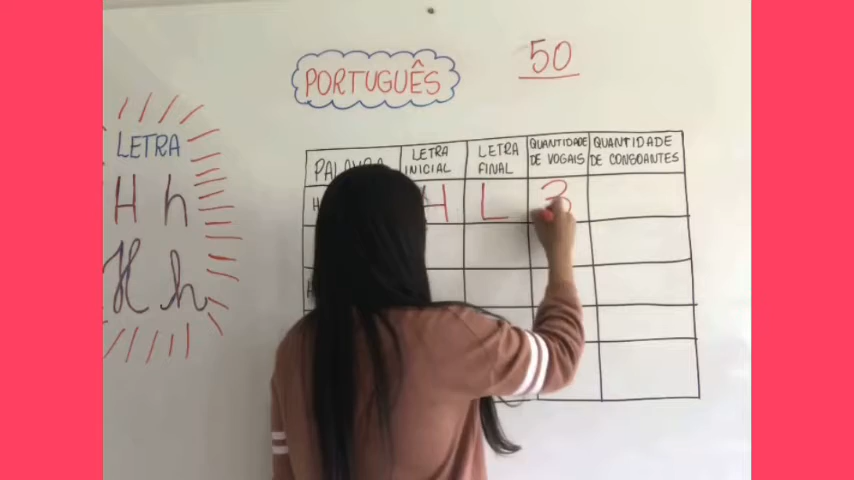 PORTUGUÊS
50
LETRA
H h
H h
LETRA INICIAL
LETRA FINAL
QUANTIDADE DE VOGAIS
QUANTIDADE DE CONSOANTES
H L 3